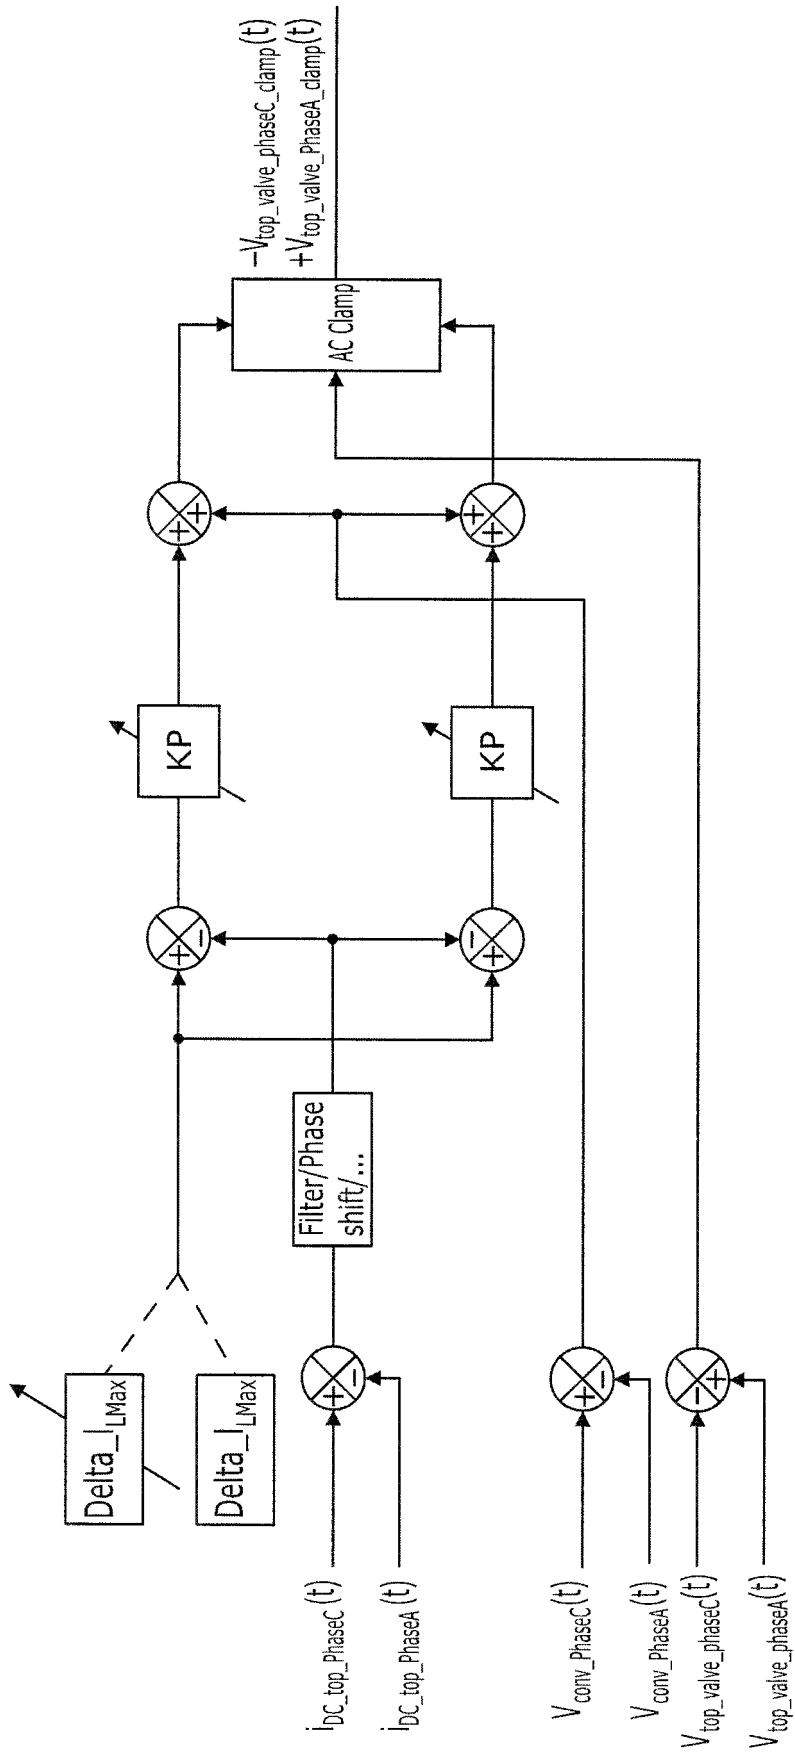 Delta_I_LMax
Delta_I_LMax
i_DC_top_PhaseC(t)
i_DC_top_PhaseA(t)
V_conv_PhaseC(t)
V_conv_PhaseA(t)
V_top_valve_phaseC(t)
V_top_valve_phaseA(t)
+ −
+ −
− +
Filter/Phase
shift/...
+ −
− +
KP
KP
+ +
+ +
AC Clamp
−V_top_valve_phaseC_clamp(t)
+V_top_valve_PhaseA_clamp(t)